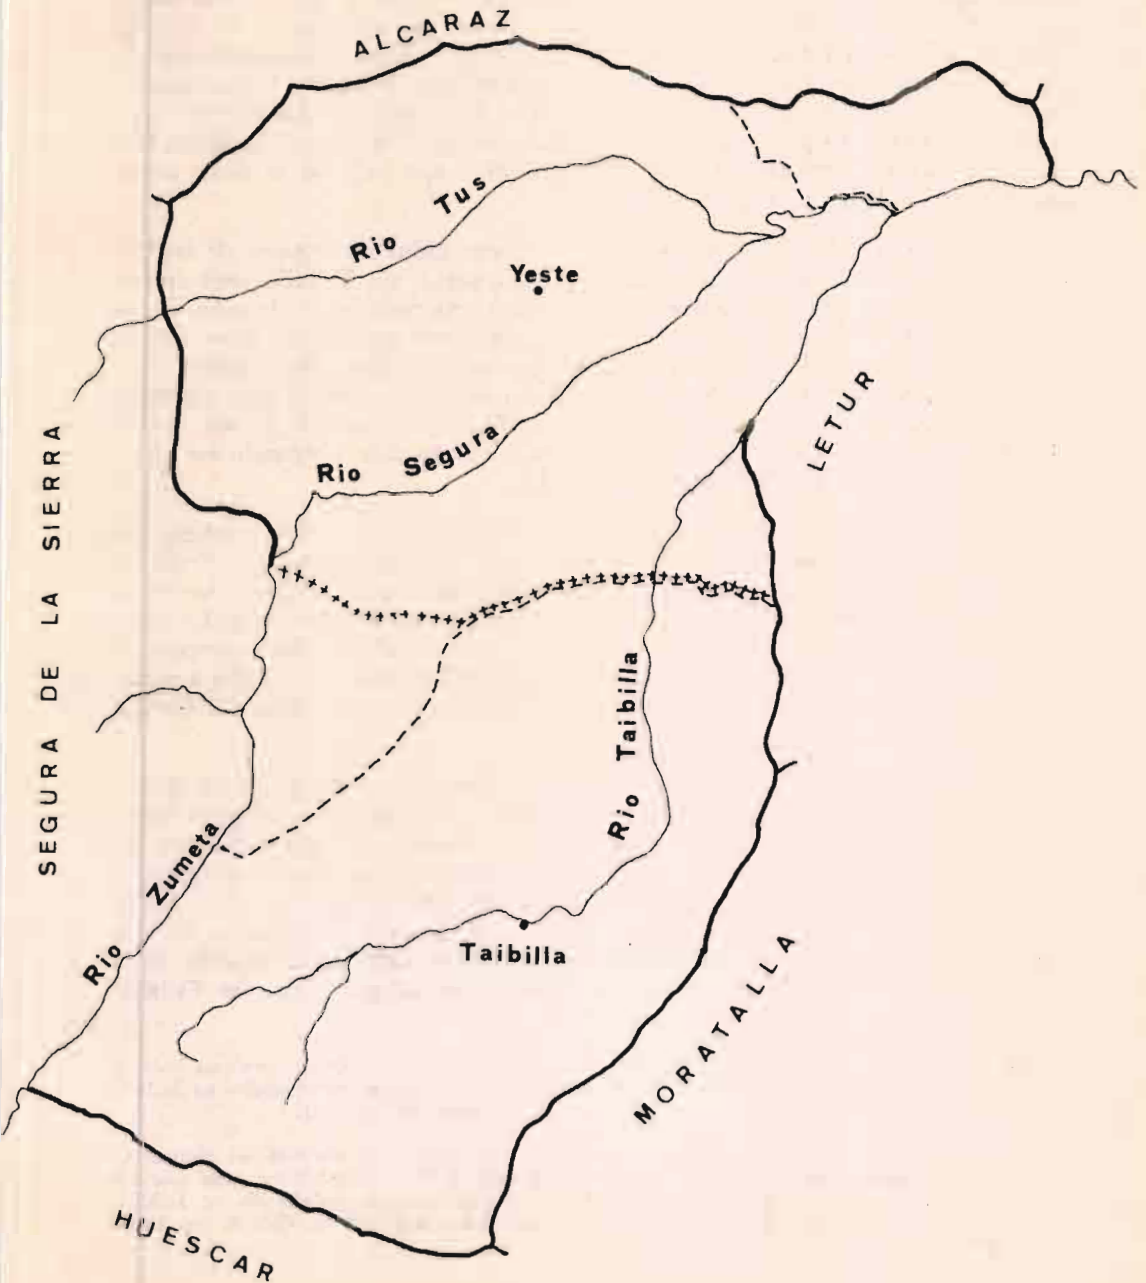 ALCARAZ
Rio Tus
Yeste
LETUR
Rio Segura
SEGURA DE LA SIERRA
Rio Taibilla
Rio Zumeta
Taibilla
MORATALLA
HUESCAR